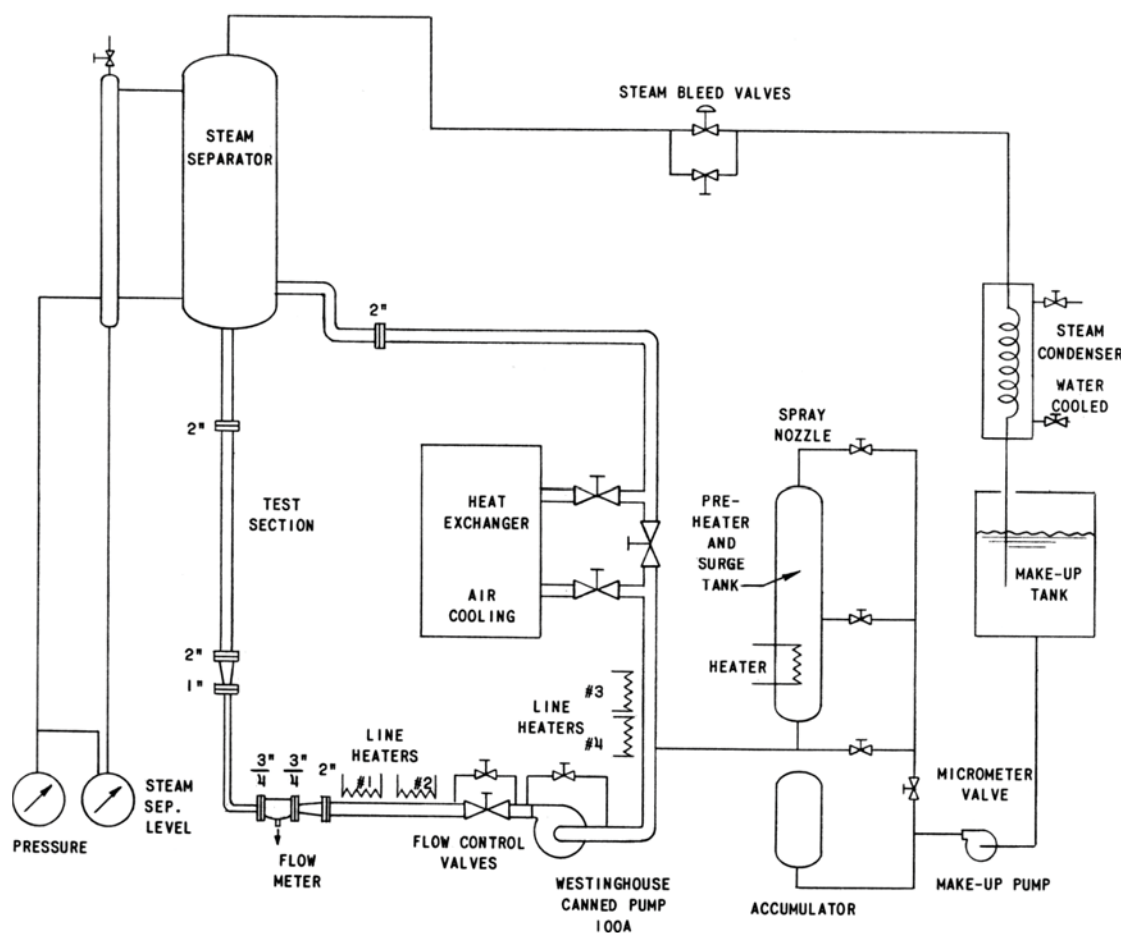 STEAM BLEED VALVES
STEAM
SEPARATOR
2"
STEAM
CONDENSER
WATER
COOLED
2"
SPRAY
NOZZLE
TEST
SECTION
HEAT
EXCHANGER
AIR
COOLING
PRE-
HEATER
AND
SURGE
TANK
MAKE-UP
TANK
2"
1"
HEATER
#3
LINE
HEATERS
#4
3"
4
3"
4
2"
LINE
HEATERS
#1
#2
STEAM
SEP.
LEVEL
PRESSURE
FLOW
METER
FLOW CONTROL
VALVES
WESTINGHOUSE
CANNED PUMP
100A
MICROMETER
VALVE
MAKE-UP PUMP
ACCUMULATOR